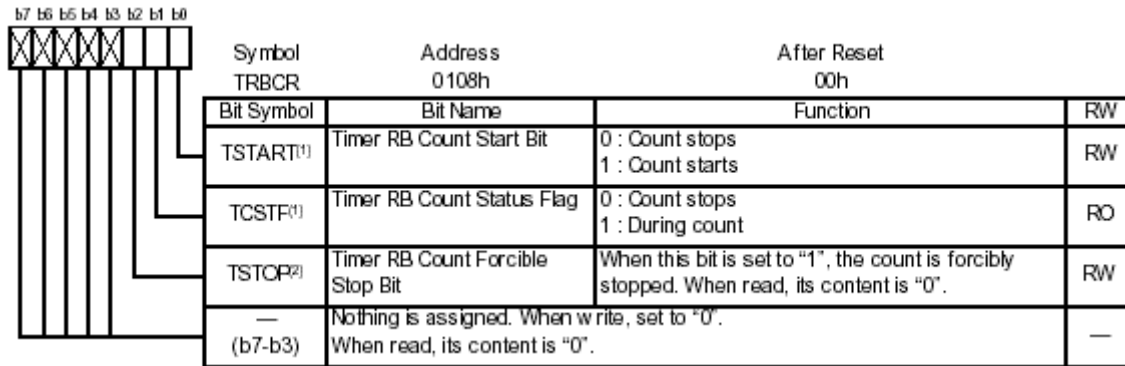 b7 b6 b5 b4 b3 b2 b1 b0
Symbol Address After Reset
TRBCR 0108h 00h
Bit Symbol Bit Name Function RW
TSTART(1) Timer RB Count Start Bit 0 : Count stops
1 : Count starts RW
TCSTF(1) Timer RB Count Status Flag 0 : Count stops
1 : During count RO
TSTOP(2) Timer RB Count Forcible
Stop Bit When this bit is set to “1”, the count is forcibly
stopped. When read, its content is “0”. RW
—
(b7-b3) Nothing is assigned. When write, set to “0”.
When read, its content is “0”. —